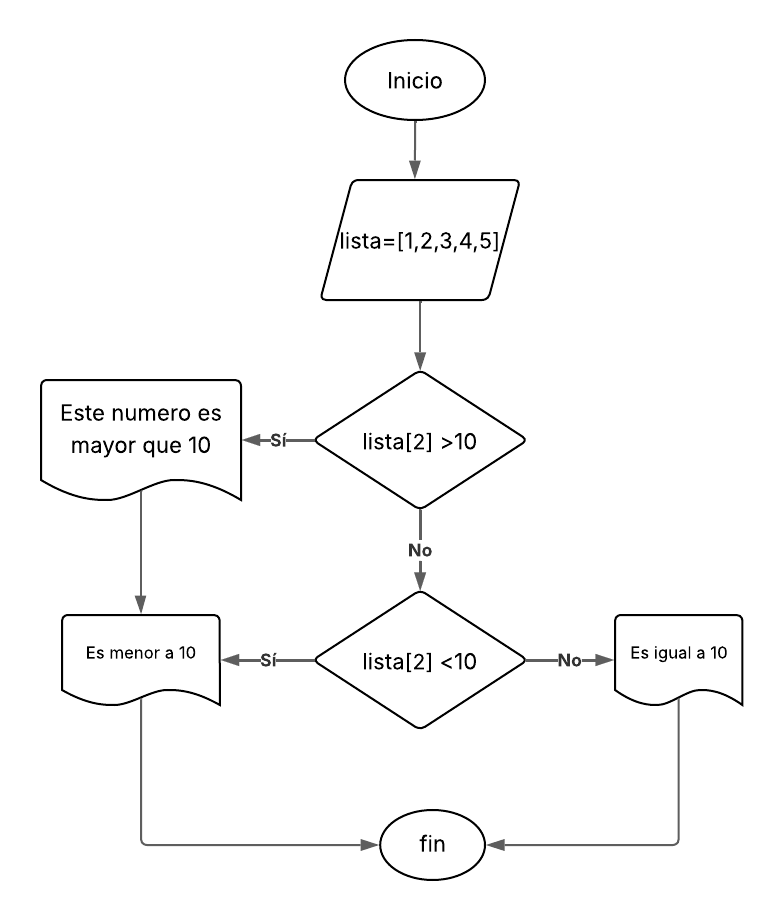 Inicio
lista=[1,2,3,4,5]
Este numero es
mayor que 10
Sí
lista[2] >10
No
Es menor a 10
Sí
lista[2] <10
No
Es igual a 10
fin